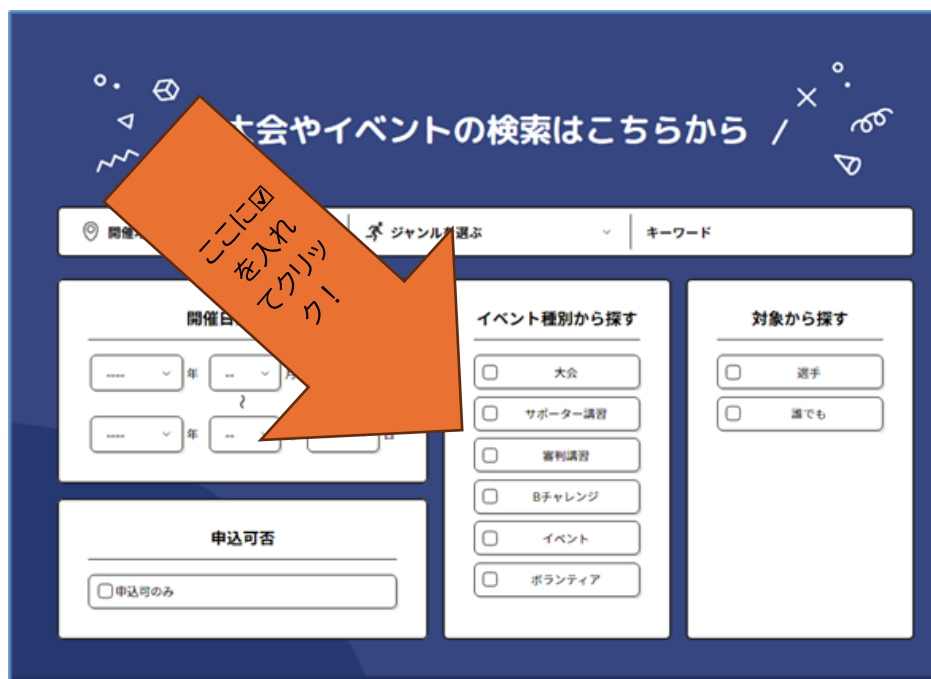 大会やイベントの検索はこちらから
開催
ジャンルを選ぶ
キーワード
ここに☑
を入れ
てクリッ
ク！
開催日
---- 年 -- 月
～
---- 年 -- 日
申込可否
申込可のみ
イベント種別から探す
大会
サポーター講習
審判講習
Bチャレンジ
イベント
ボランティア
対象から探す
選手
誰でも